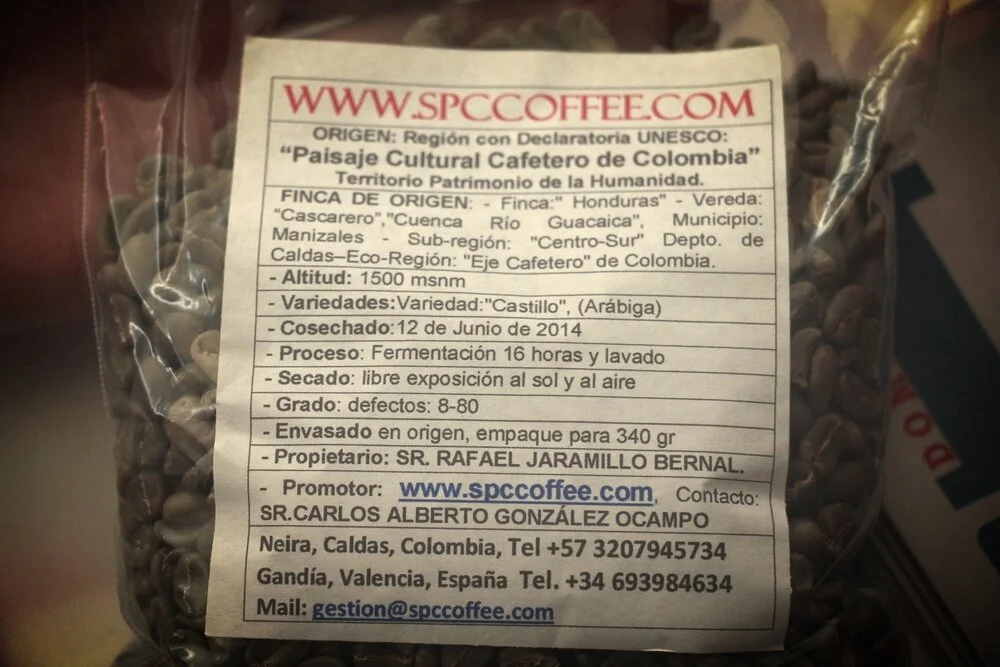 WWW.SPCCOFFEE.COM
ORIGEN: Región con Declaratoria UNESCO:
“Paisaje Cultural Cafetero de Colombia”
Territorio Patrimonio de la Humanidad.
FINCA DE ORIGEN: - Finca:" Honduras" - Vereda:
"Cascarero","Cuenca Río Guacaica", Municipio:
Manizales - Sub-región: "Centro-Sur" Depto. de
Caldas–Eco-Región: "Eje Cafetero" de Colombia.
- Altitud: 1500 msnm
- Variedades:Variedad:"Castillo", (Arábiga)
- Cosechado:12 de Junio de 2014
- Proceso: Fermentación 16 horas y lavado
- Secado: libre exposición al sol y al aire
- Grado: defectos: 8-80
- Envasado en origen, empaque para 340 gr
- Propietario: SR. RAFAEL JARAMILLO BERNAL.
- Promotor: www.spccoffee.com, Contacto:
SR.CARLOS ALBERTO GONZÁLEZ OCAMPO
Neira, Caldas, Colombia, Tel +57 3207945734
Gandía, Valencia, España Tel. +34 693984634
Mail: gestion@spccoffee.com